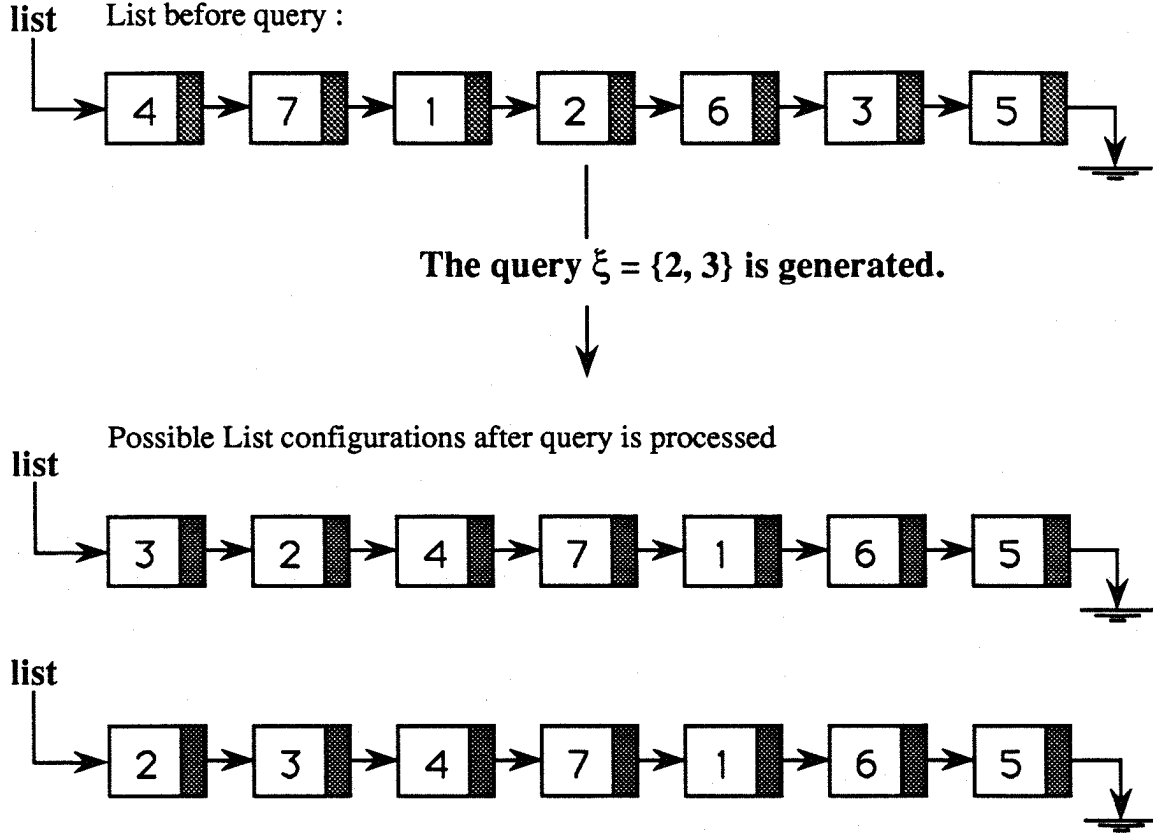 list List before query :
4 7 1 2 6 3 5
The query ξ = {2, 3} is generated.
Possible List configurations after query is processed
list
3 2 4 7 1 6 5
list
2 3 4 7 1 6 5